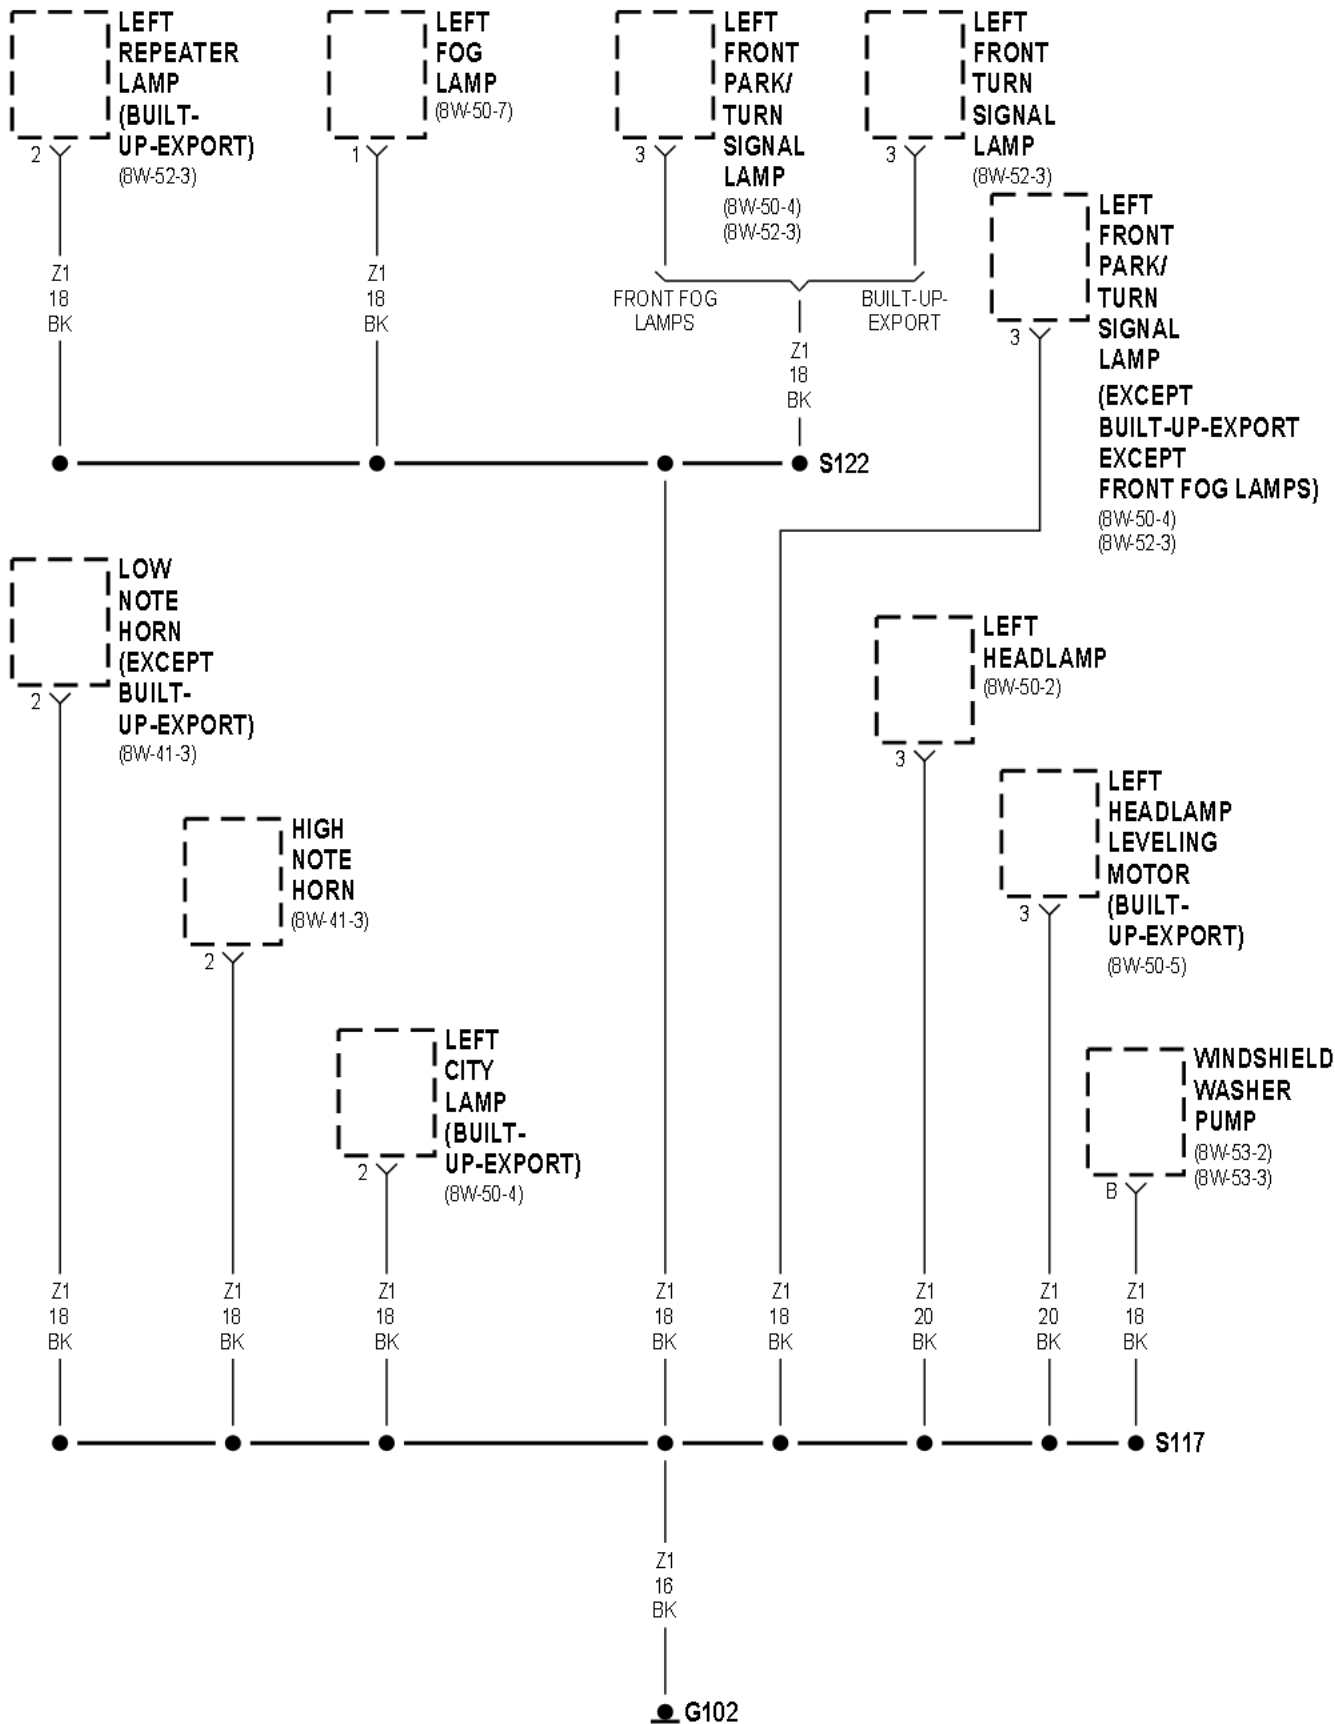 LEFT
REPEATER
LAMP
(BUILT-
UP-EXPORT)
(8W-52-3)
2
LEFT
FOG
LAMP
(8W-50-7)
1
LEFT
FRONT
PARK/
TURN
SIGNAL
LAMP
(8W-50-4)
(8W-52-3)
3
LEFT
FRONT
TURN
SIGNAL
LAMP
(8W-52-3)
3
LEFT
FRONT
PARK/
TURN
SIGNAL
LAMP
(EXCEPT
BUILT-UP-EXPORT
EXCEPT
FRONT FOG LAMPS)
(8W-50-4)
(8W-52-3)
3
Z1
18
BK
Z1
18
BK
FRONT FOG
LAMPS
BUILT-UP-
EXPORT
Z1
18
BK
S122
LOW
NOTE
HORN
(EXCEPT
BUILT-
UP-EXPORT)
(8W-41-3)
2
HIGH
NOTE
HORN
(8W-41-3)
2
LEFT
CITY
LAMP
(BUILT-
UP-EXPORT)
(8W-50-4)
2
LEFT
HEADLAMP
(8W-50-2)
3
LEFT
HEADLAMP
LEVELING
MOTOR
(BUILT-
UP-EXPORT)
(8W-50-5)
3
WINDSHIELD
WASHER
PUMP
(8W-53-2)
(8W-53-3)
B
Z1
18
BK
Z1
18
BK
Z1
18
BK
Z1
18
BK
Z1
18
BK
Z1
20
BK
Z1
20
BK
Z1
18
BK
S117
Z1
16
BK
G102